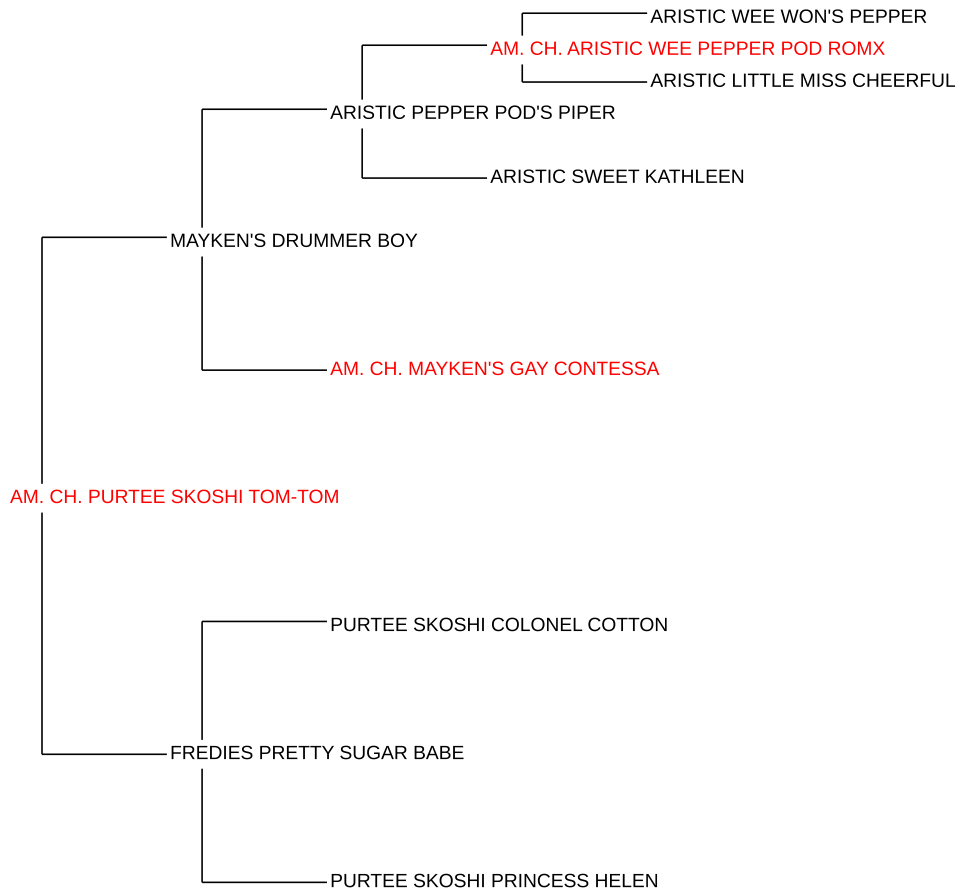 ARISTIC WEE WON'S PEPPER
AM. CH. ARISTIC WEE PEPPER POD ROMX
ARISTIC LITTLE MISS CHEERFUL
ARISTIC PEPPER POD'S PIPER
ARISTIC SWEET KATHLEEN
MAYKEN'S DRUMMER BOY
AM. CH. MAYKEN'S GAY CONTESSA
AM. CH. PURTEE SKOSHI TOM-TOM
PURTEE SKOSHI COLONEL COTTON
FREDIES PRETTY SUGAR BABE
PURTEE SKOSHI PRINCESS HELEN